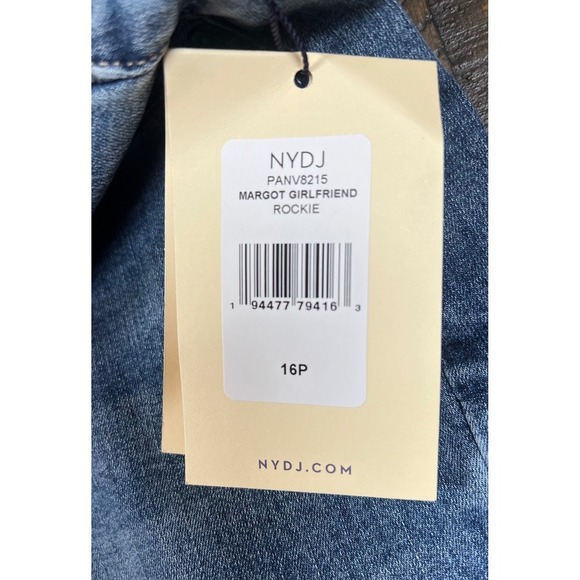 NYDJ
PANV8215
MARGOT GIRLFRIEND
ROCKIE
1 94477 79416 3
16P
NYDJ.COM